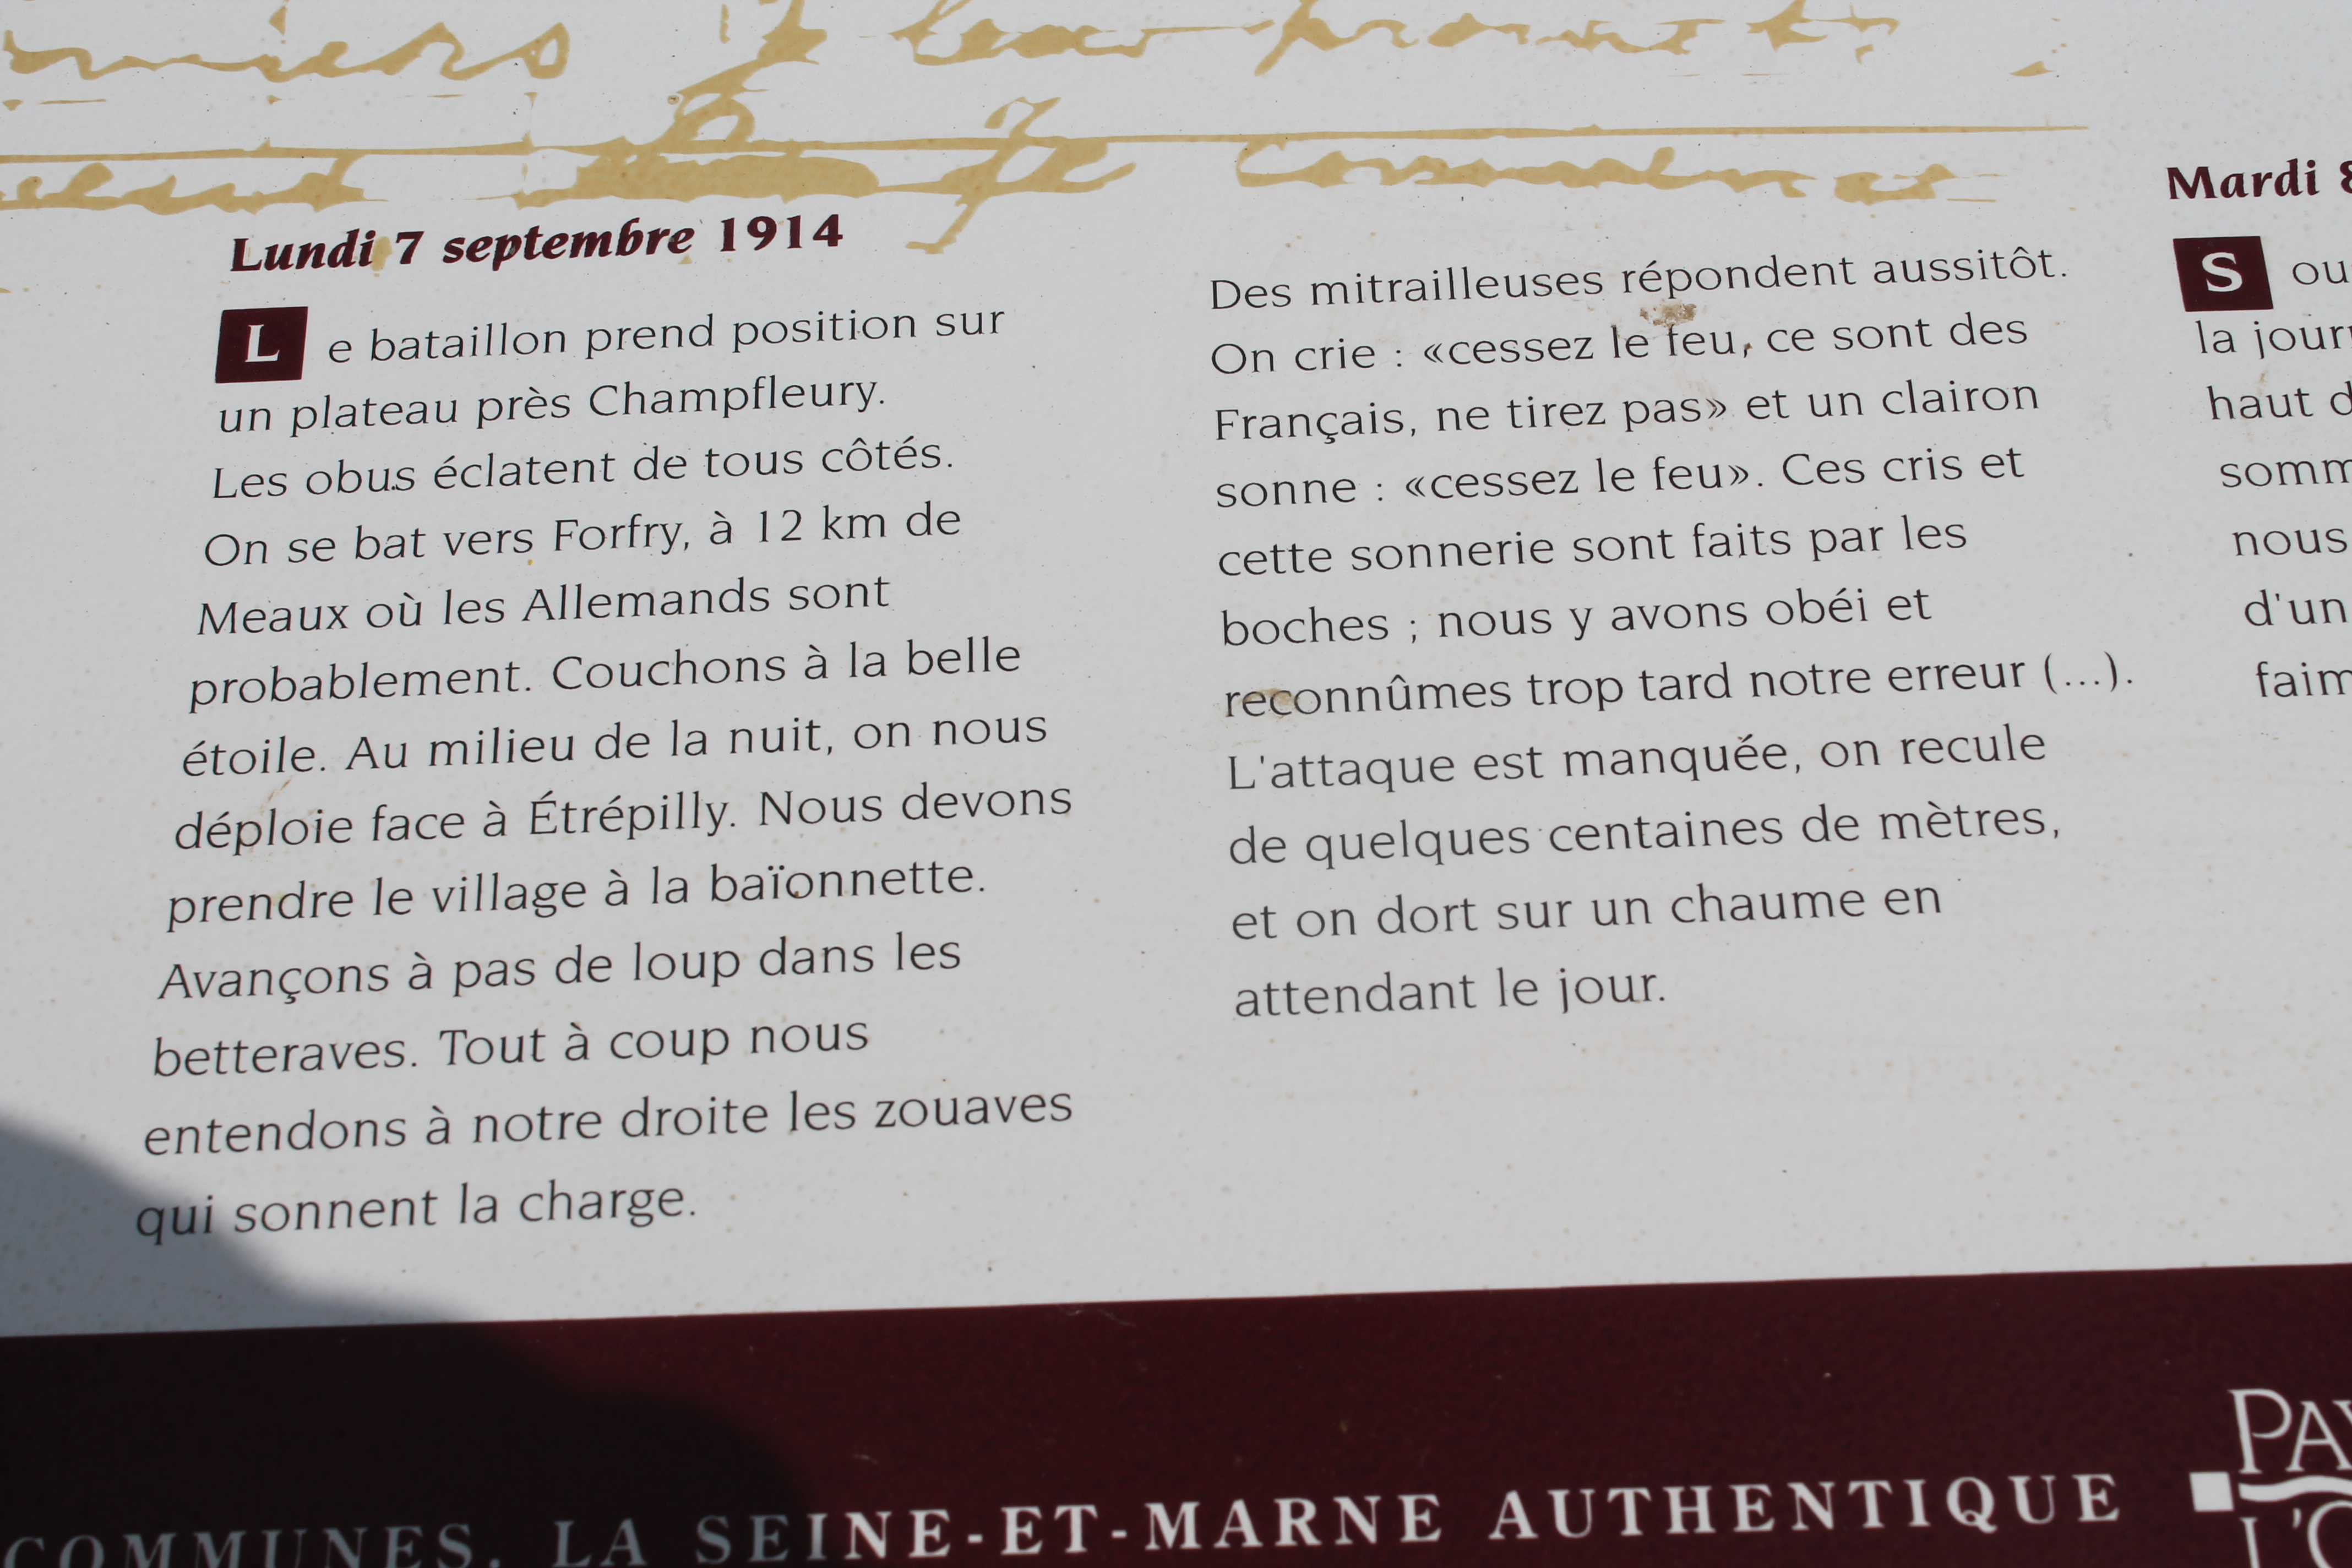 Lundi 7 septembre 1914
Le bataillon prend position sur
un plateau près Champfleury.
Les obus éclatent de tous côtés.
On se bat vers Forfry, à 12 km de
Meaux où les Allemands sont
probablement. Couchons à la belle
étoile. Au milieu de la nuit, on nous
déploie face à Étrépilly. Nous devons
prendre le village à la baïonnette.
Avançons à pas de loup dans les
betteraves. Tout à coup nous
entendons à notre droite les zouaves
qui sonnent la charge.
Des mitrailleuses répondent aussitôt.
On crie : «cessez le feu, ce sont des
Français, ne tirez pas» et un clairon
sonne : «cessez le feu». Ces cris et
cette sonnerie sont faits par les
boches ; nous y avons obéi et
reconnûmes trop tard notre erreur (...).
L'attaque est manquée, on recule
de quelques centaines de mètres,
et on dort sur un chaume en
attendant le jour.
Mardi
la
haut
nous
d'un
COMMUNES. LA SEINE-ET-MARNE AUTHENTIQUE